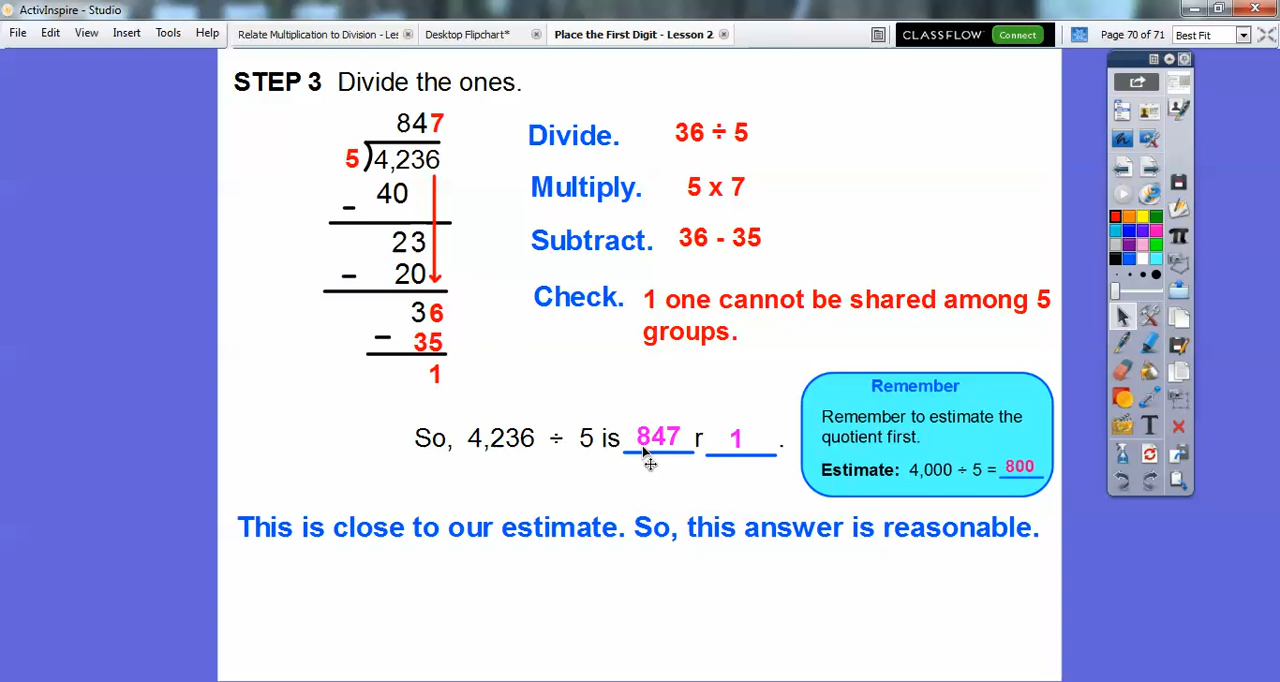 ActivInspire - Studio
File Edit View Insert Tools Help
Relate Multiplication to Division - Les
Desktop Flipchart*
Place the First Digit - Lesson 2.
CLASSFLOW Connect
Page 70 of 71
Best Fit
STEP 3 Divide the ones.
847
5)4,236
- 40
23
- 20
36
- 35
1
Divide. 36 ÷ 5
Multiply. 5 x 7
Subtract. 36 - 35
Check. 1 one cannot be shared among 5
groups.
So, 4,236 ÷ 5 is 847 r 1 .
Remember
Remember to estimate the
quotient first.
Estimate: 4,000 ÷ 5 = 800
This is close to our estimate. So, this answer is reasonable.